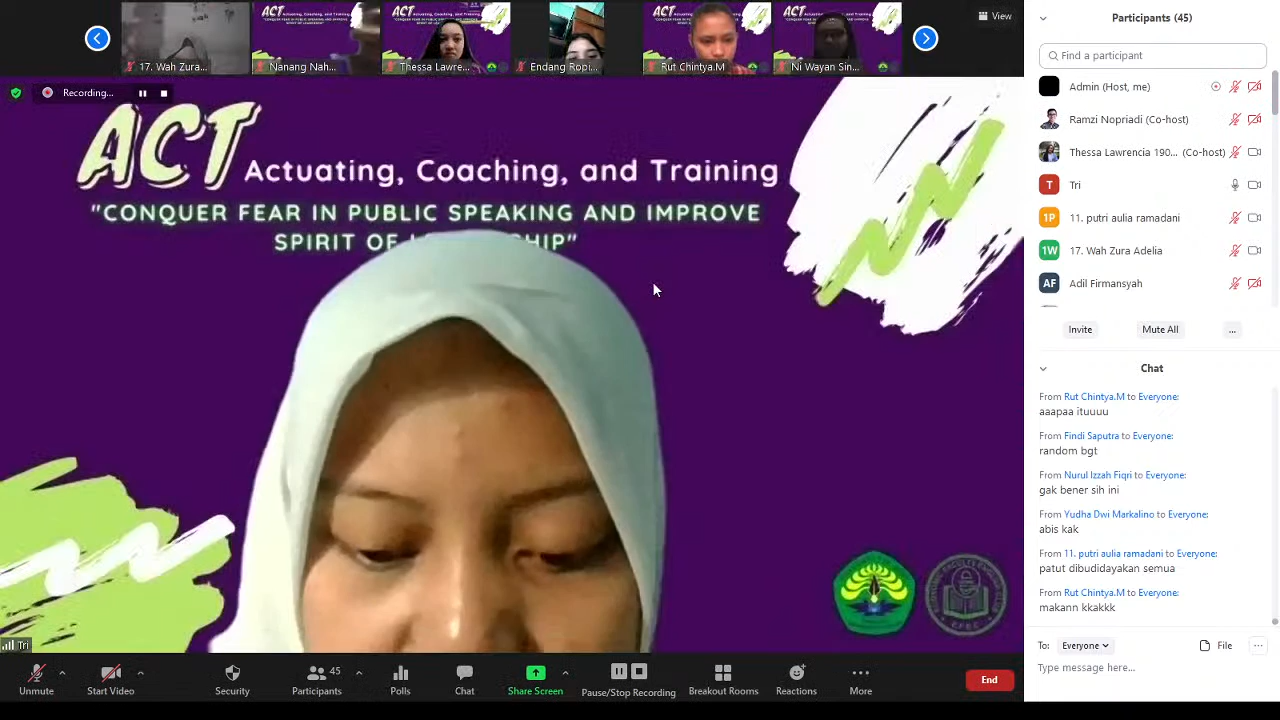 View
17. Wah Zura...
Nanang Nah...
Thessa Lawre...
Endang Ropi...
Rut Chintya.M
Ni Wayan Sin...
Recording...
ACT Actuating, Coaching, and Training
"CONQUER FEAR IN PUBLIC SPEAKING AND IMPROVE
SPIRIT OF L HIP"
Tri
Unmute
Start Video
Security
45
Participants
Polls
Chat
Share Screen
Pause/Stop Recording
Breakout Rooms
Reactions
More
End
Participants (45)
Find a participant
Admin (Host, me)
Ramzi Nopriadi (Co-host)
Thessa Lawrencia 190... (Co-host)
T Tri
1P 11. putri aulia ramadani
1W 17. Wah Zura Adelia
AF Adil Firmansyah
Invite
Mute All
...
Chat
From Rut Chintya.M to Everyone:
aaapaa ituuuu
From Findi Saputra to Everyone:
random bgt
From Nurul Izzah Fiqri to Everyone:
gak bener sih ini
From Yudha Dwi Markalino to Everyone:
abis kak
From 11. putri aulia ramadani to Everyone:
patut dibudidayakan semua
From Rut Chintya.M to Everyone:
makann kkakkk
To: Everyone
File
...
Type message here...